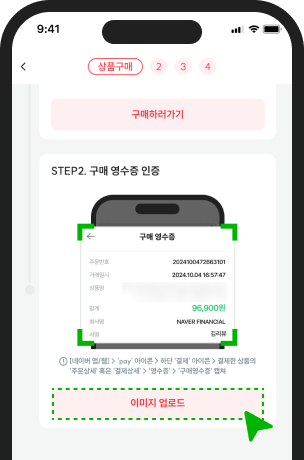 9:41
상품구매 2 3 4
구매하러가기
STEP2. 구매 영수증 인증
구매 영수증
주문번호 2024100472663101
거래일시 2024.10.04 16:57:47
상품명
합계 96,900원
회사명 NAVER FINANCIAL
서명 김리뷰
[네이버 앱/웹] > 'pay' 아이콘 > 하단 '결제' 아이콘 > 결제한 상품의
'주문상세' 혹은 '결제상세' > '영수증' > '구매영수증' 캡쳐
이미지 업로드